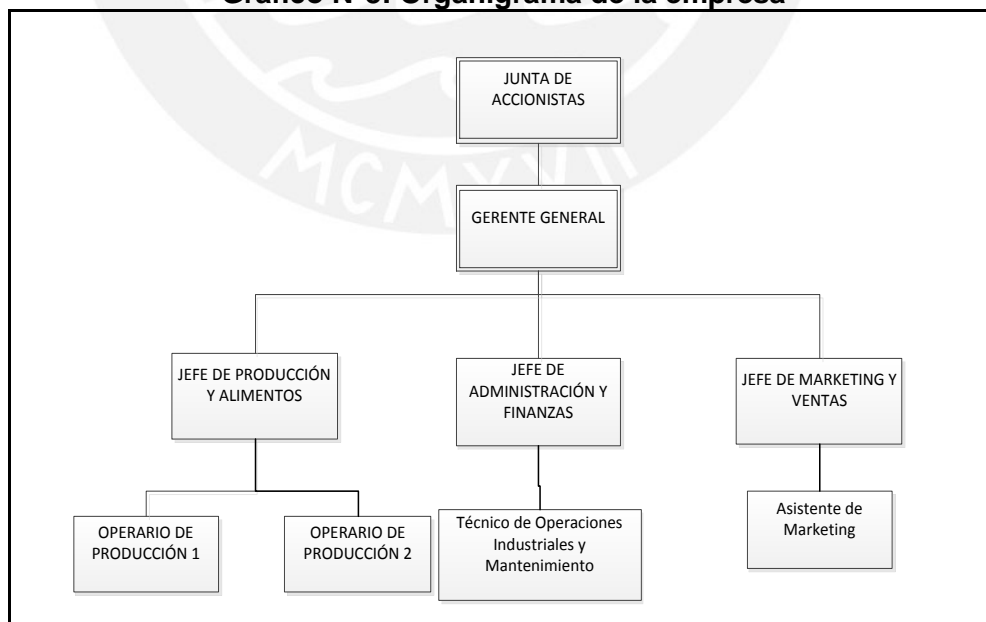 Gráfico N°3: Organigrama de la empresa
MCMXVII
JUNTA DE
ACCIONISTAS
GERENTE GENERAL
JEFE DE PRODUCCIÓN
Y ALIMENTOS
JEFE DE
ADMINISTRACIÓN Y
FINANZAS
JEFE DE MARKETING Y
VENTAS
OPERARIO DE
PRODUCCIÓN 1
OPERARIO DE
PRODUCCIÓN 2
Técnico de Operaciones
Industriales y
Mantenimiento
Asistente de
Marketing